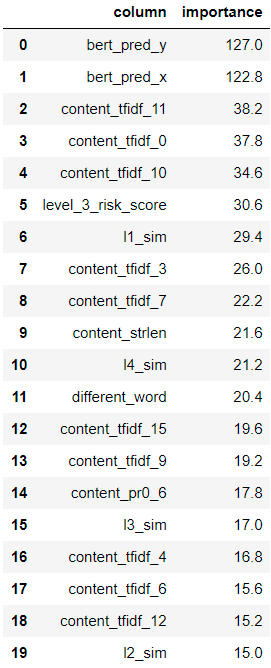 column importance
0 bert_pred_y 127.0
1 bert_pred_x 122.8
2 content_tfidf_11 38.2
3 content_tfidf_0 37.8
4 content_tfidf_10 34.6
5 level_3_risk_score 30.6
6 l1_sim 29.4
7 content_tfidf_3 26.0
8 content_tfidf_7 22.2
9 content_strlen 21.6
10 l4_sim 21.2
11 different_word 20.4
12 content_tfidf_15 19.6
13 content_tfidf_9 19.2
14 content_pr0_6 17.8
15 l3_sim 17.0
16 content_tfidf_4 16.8
17 content_tfidf_6 15.6
18 content_tfidf_12 15.2
19 l2_sim 15.0